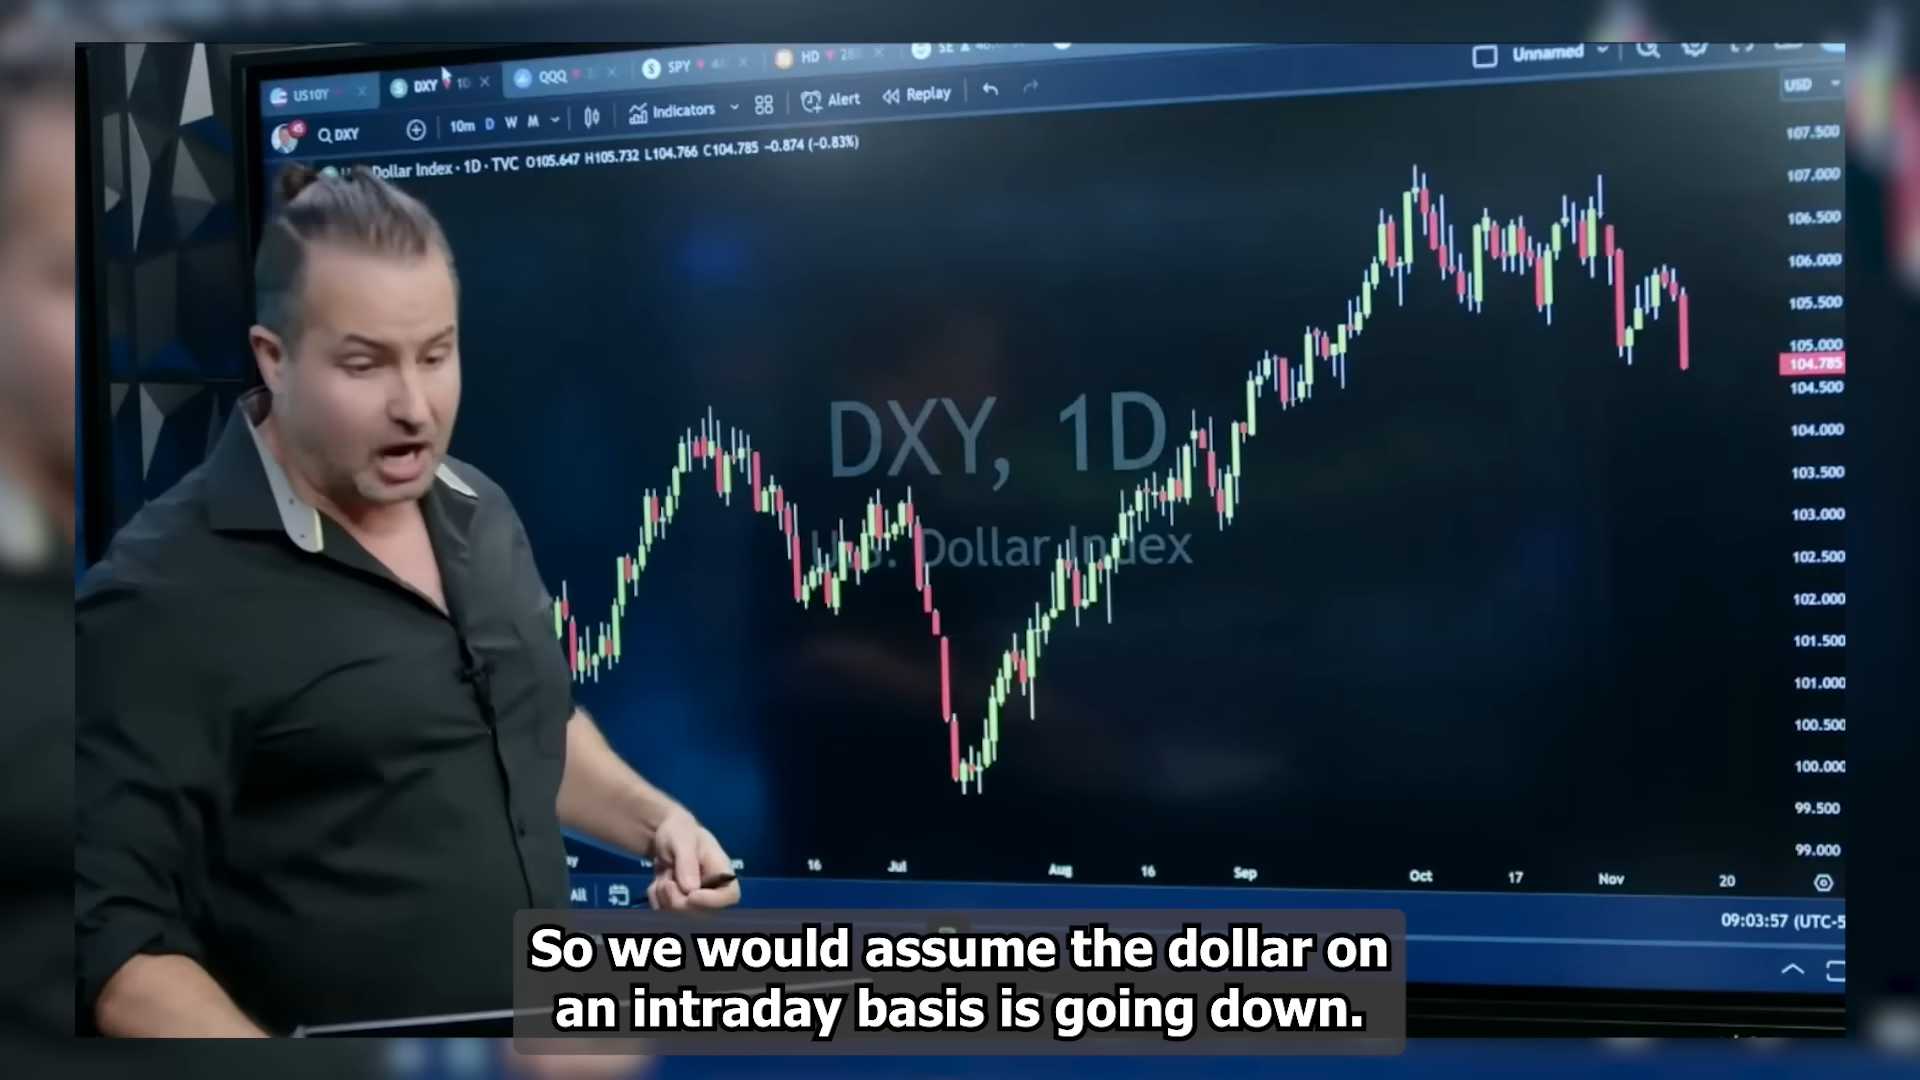 US10Y
DXY 10
QQQ
SPY
HD 28
SE
Unnamed
45
DXY
10m D W M
Indicators
Alert
Replay
USD
Dollar Index · 1D · TVC O105.647 H105.732 L104.766 C104.785 −0.874 (−0.83%)
107.500
107.000
106.500
106.000
105.500
105.000
104.785
104.500
104.000
103.500
103.000
102.500
102.000
101.500
101.000
100.500
100.000
99.500
99.000
DXY, 1D
U.S. Dollar Index
16 Jul Aug 16 Sep Oct 17 Nov 20
All
09:03:57 (UTC-5
So we would assume the dollar on
an intraday basis is going down.